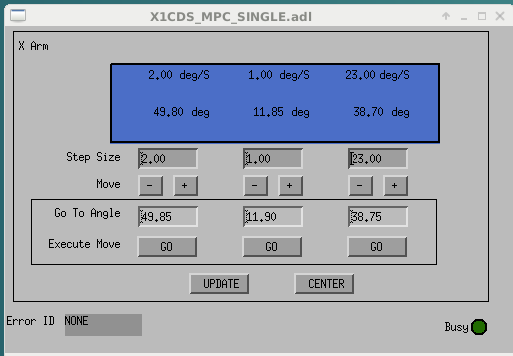 X1CDS_MPC_SINGLE.adl
X Arm
2.00 deg/S 1.00 deg/S 23.00 deg/S
49.80 deg 11.85 deg 38.70 deg
Step Size 2.00 1.00 23.00
Move - + - + - +
Go To Angle 49.85 11.90 38.75
Execute Move GO GO GO
UPDATE CENTER
Error ID NONE
Busy